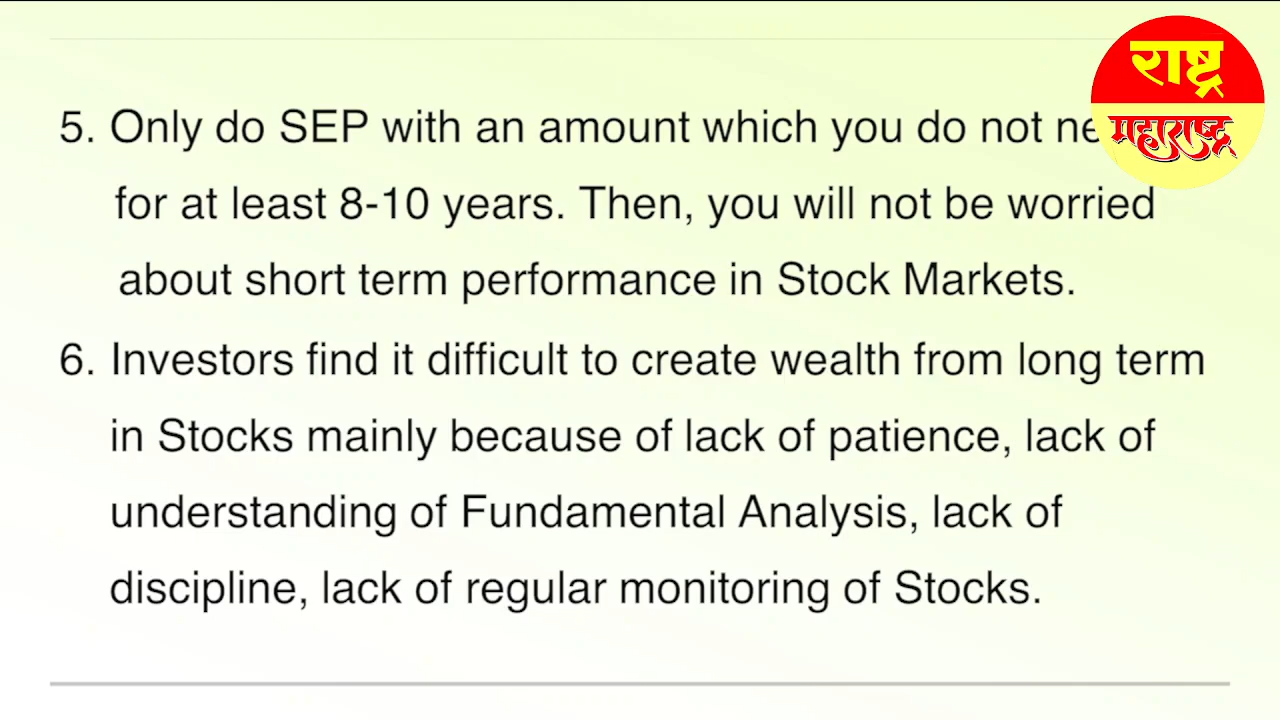 राष्ट्र
महाराष्ट्र
5. Only do SEP with an amount which you do not
for at least 8-10 years. Then, you will not be worried
about short term performance in Stock Markets.
6. Investors find it difficult to create wealth from long term
in Stocks mainly because of lack of patience, lack of
understanding of Fundamental Analysis, lack of
discipline, lack of regular monitoring of Stocks.